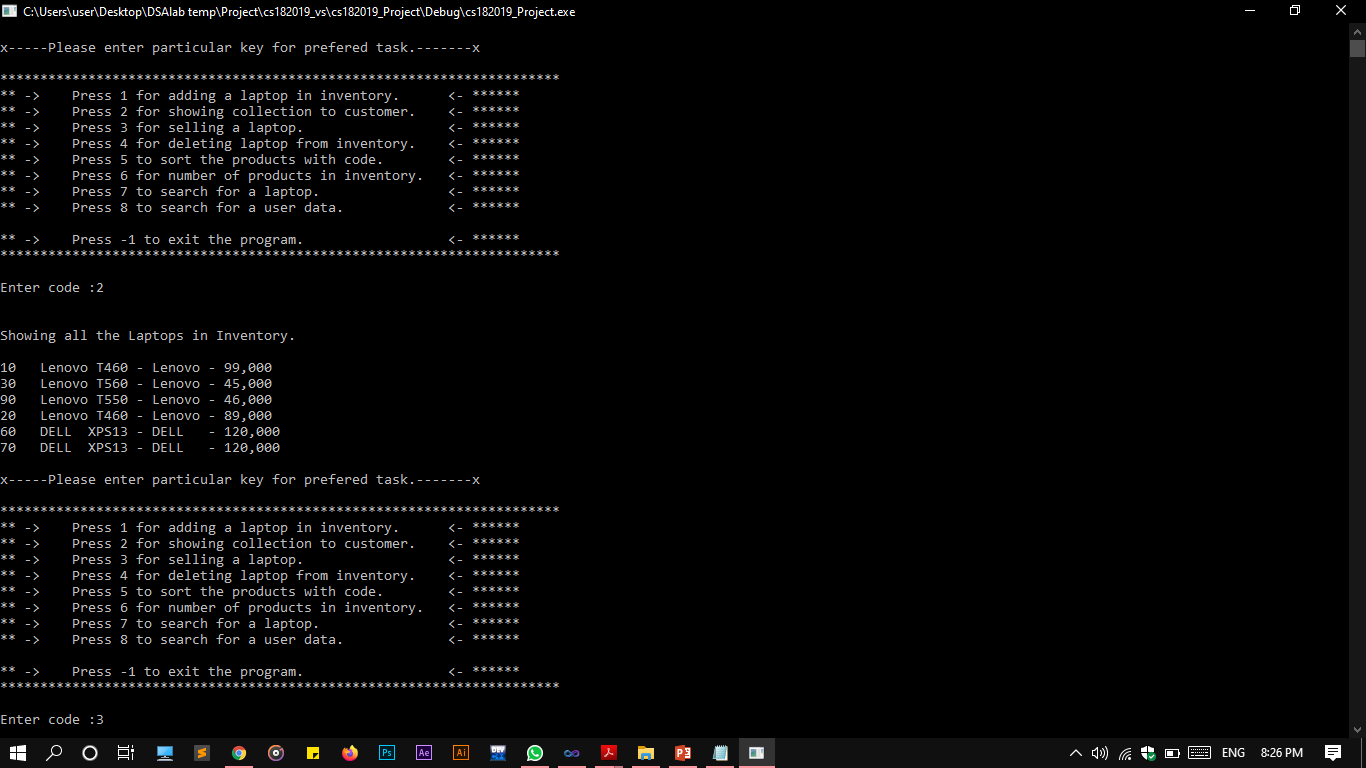 C:\Users\user\Desktop\DSAlab temp\Project\cs182019_vs\cs182019_Project\Debug\cs182019_Project.exe
x-----Please enter particular key for prefered task.-------x
**********************************************************************
** ->    Press 1 for adding a laptop in inventory.      <- ******
** ->    Press 2 for showing collection to customer.    <- ******
** ->    Press 3 for selling a laptop.                  <- ******
** ->    Press 4 for deleting laptop from inventory.    <- ******
** ->    Press 5 to sort the products with code.        <- ******
** ->    Press 6 for number of products in inventory.   <- ******
** ->    Press 7 to search for a laptop.                <- ******
** ->    Press 8 to search for a user data.             <- ******
** ->    Press -1 to exit the program.                  <- ******
**********************************************************************
Enter code :2
Showing all the Laptops in Inventory.
10   Lenovo T460 - Lenovo - 99,000
30   Lenovo T560 - Lenovo - 45,000
90   Lenovo T550 - Lenovo - 46,000
20   Lenovo T460 - Lenovo - 89,000
60   DELL  XPS13 - DELL   - 120,000
70   DELL  XPS13 - DELL   - 120,000
x-----Please enter particular key for prefered task.-------x
**********************************************************************
** ->    Press 1 for adding a laptop in inventory.      <- ******
** ->    Press 2 for showing collection to customer.    <- ******
** ->    Press 3 for selling a laptop.                  <- ******
** ->    Press 4 for deleting laptop from inventory.    <- ******
** ->    Press 5 to sort the products with code.        <- ******
** ->    Press 6 for number of products in inventory.   <- ******
** ->    Press 7 to search for a laptop.                <- ******
** ->    Press 8 to search for a user data.             <- ******
** ->    Press -1 to exit the program.                  <- ******
**********************************************************************
Enter code :3
Ps Ae Ai ENG 8:26 PM